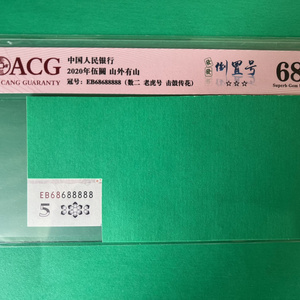 ACG
CANG GUARANTY
中国人民银行
2020年伍圆 山外有山
冠号：EB68688888（数二 老虎号 击鼓传花）
倒置号
☆☆☆
68
Superb Gem
EB68688888
5